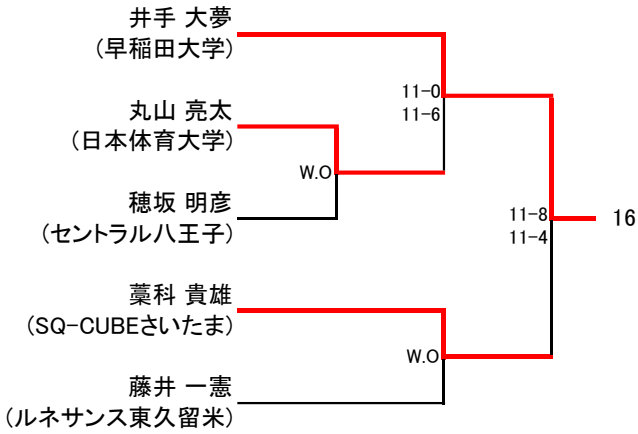 井手 大夢
(早稲田大学)
11-0
11-6
丸山 亮太
(日本体育大学)
W.O
穂坂 明彦
(セントラル八王子)
11-8
11-4
16
藁科 貴雄
(SQ-CUBEさいたま)
W.O
藤井 一憲
(ルネサンス東久留米)